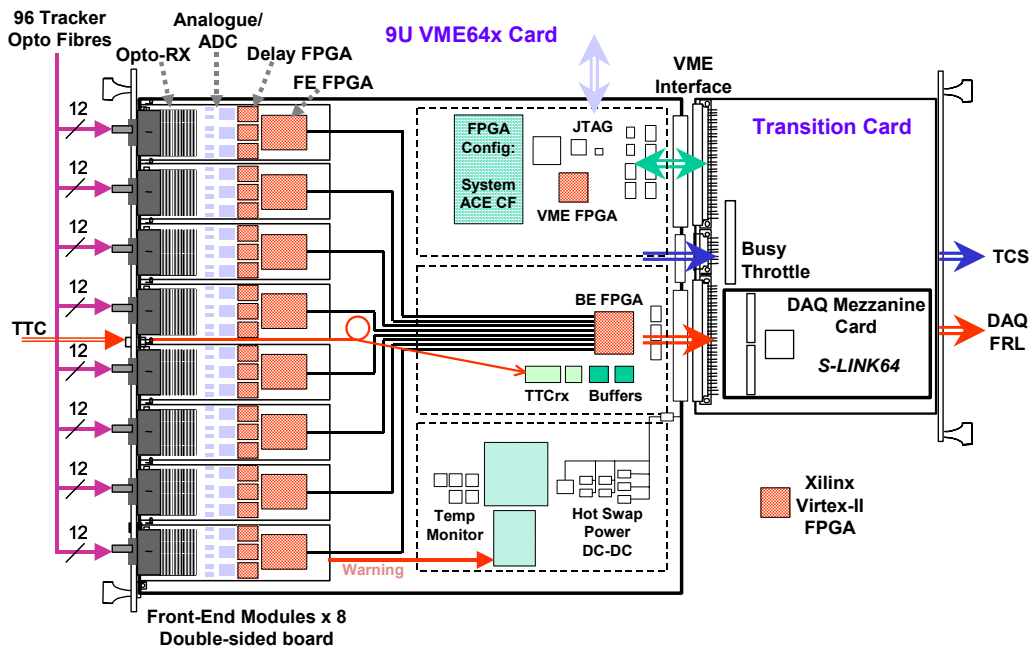 96 Tracker
Opto Fibres
Analogue/
ADC
Opto-RX
Delay FPGA
FE FPGA
9U VME64x Card
VME
Interface
Transition Card
12
12
12
12
12
12
12
12
TTC
FPGA
Config:
System
ACE CF
JTAG
VME FPGA
BE FPGA
TTCrx
Buffers
Busy
Throttle
DAQ Mezzanine
Card
S-LINK64
TCS
DAQ
FRL
Temp
Monitor
Hot Swap
Power
DC-DC
Warning
Xilinx
Virtex-II
FPGA
Front-End Modules x 8
Double-sided board